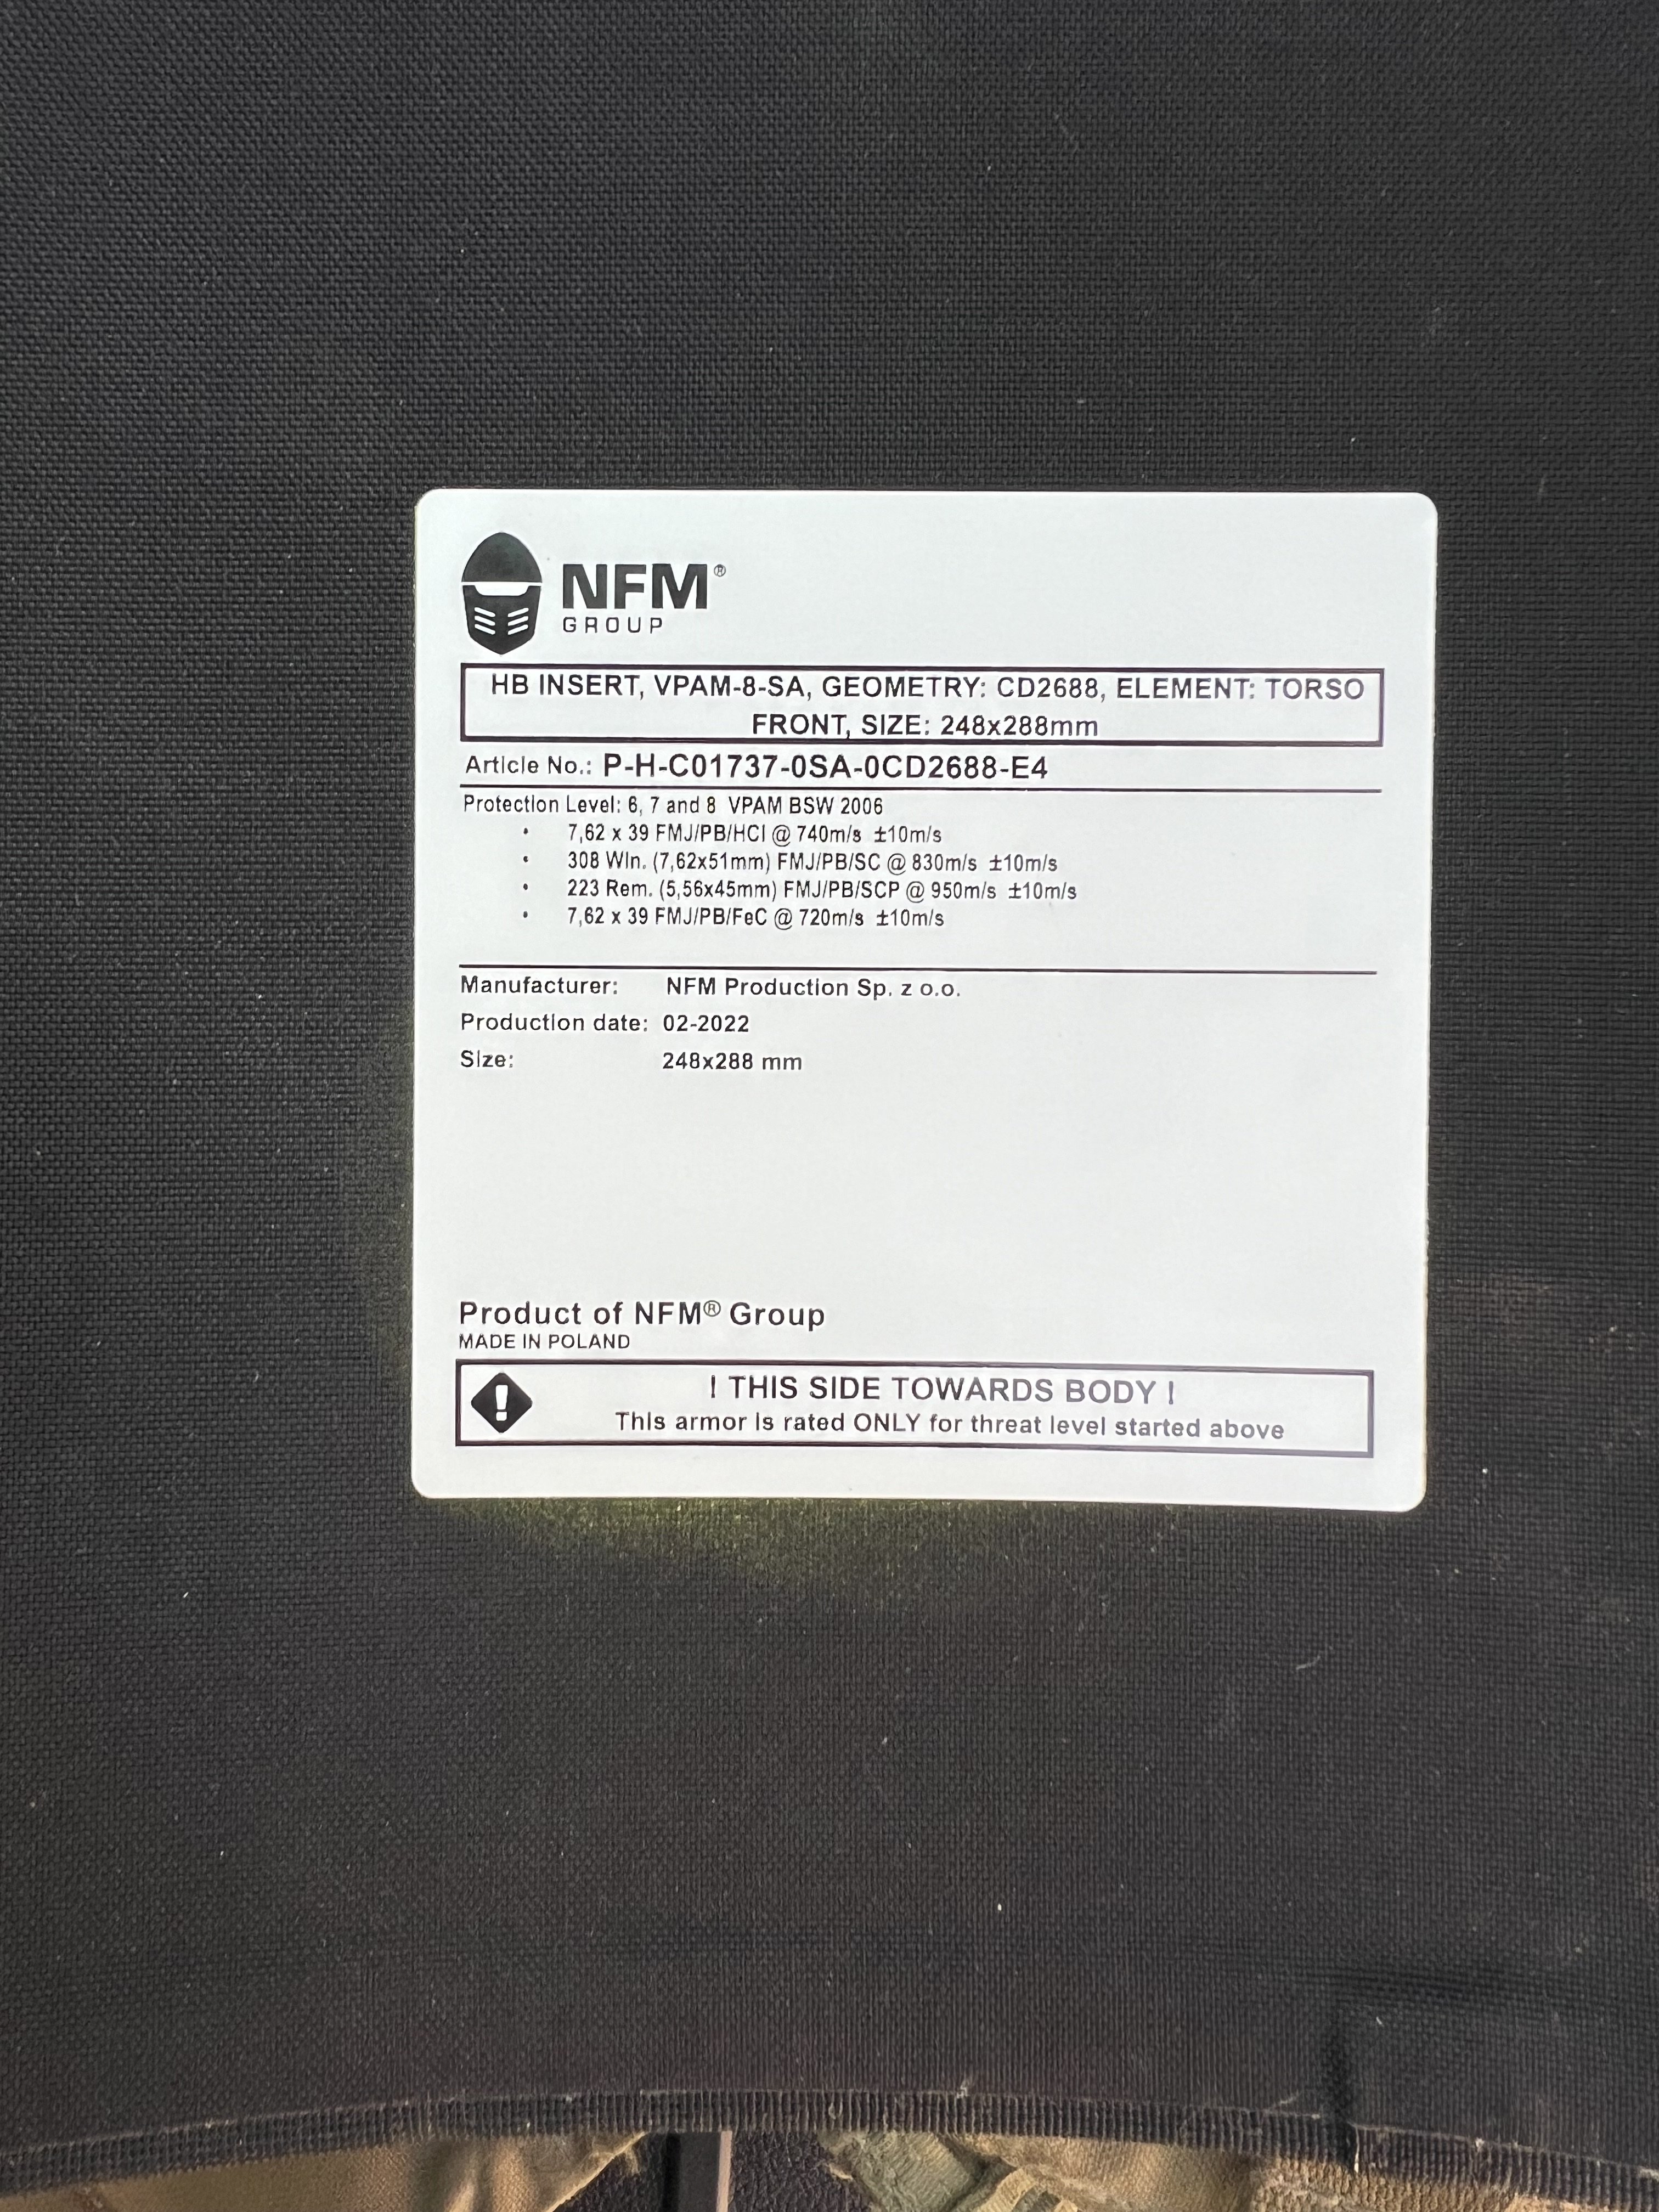 NFM®
GROUP
HB INSERT, VPAM-8-SA, GEOMETRY: CD2688, ELEMENT: TORSO
FRONT, SIZE: 248x288mm
Article No.: P-H-C01737-0SA-0CD2688-E4
Protection Level: 6, 7 and 8 VPAM BSW 2006
• 7,62 x 39 FMJ/PB/HCI @ 740m/s ±10m/s
• 308 Win. (7,62x51mm) FMJ/PB/SC @ 830m/s ±10m/s
• 223 Rem. (5,56x45mm) FMJ/PB/SCP @ 950m/s ±10m/s
• 7,62 x 39 FMJ/PB/FeC @ 720m/s ±10m/s
Manufacturer: NFM Production Sp. z o.o.
Production date: 02-2022
Size: 248x288 mm
Product of NFM® Group
MADE IN POLAND
! THIS SIDE TOWARDS BODY !
This armor is rated ONLY for threat level started above